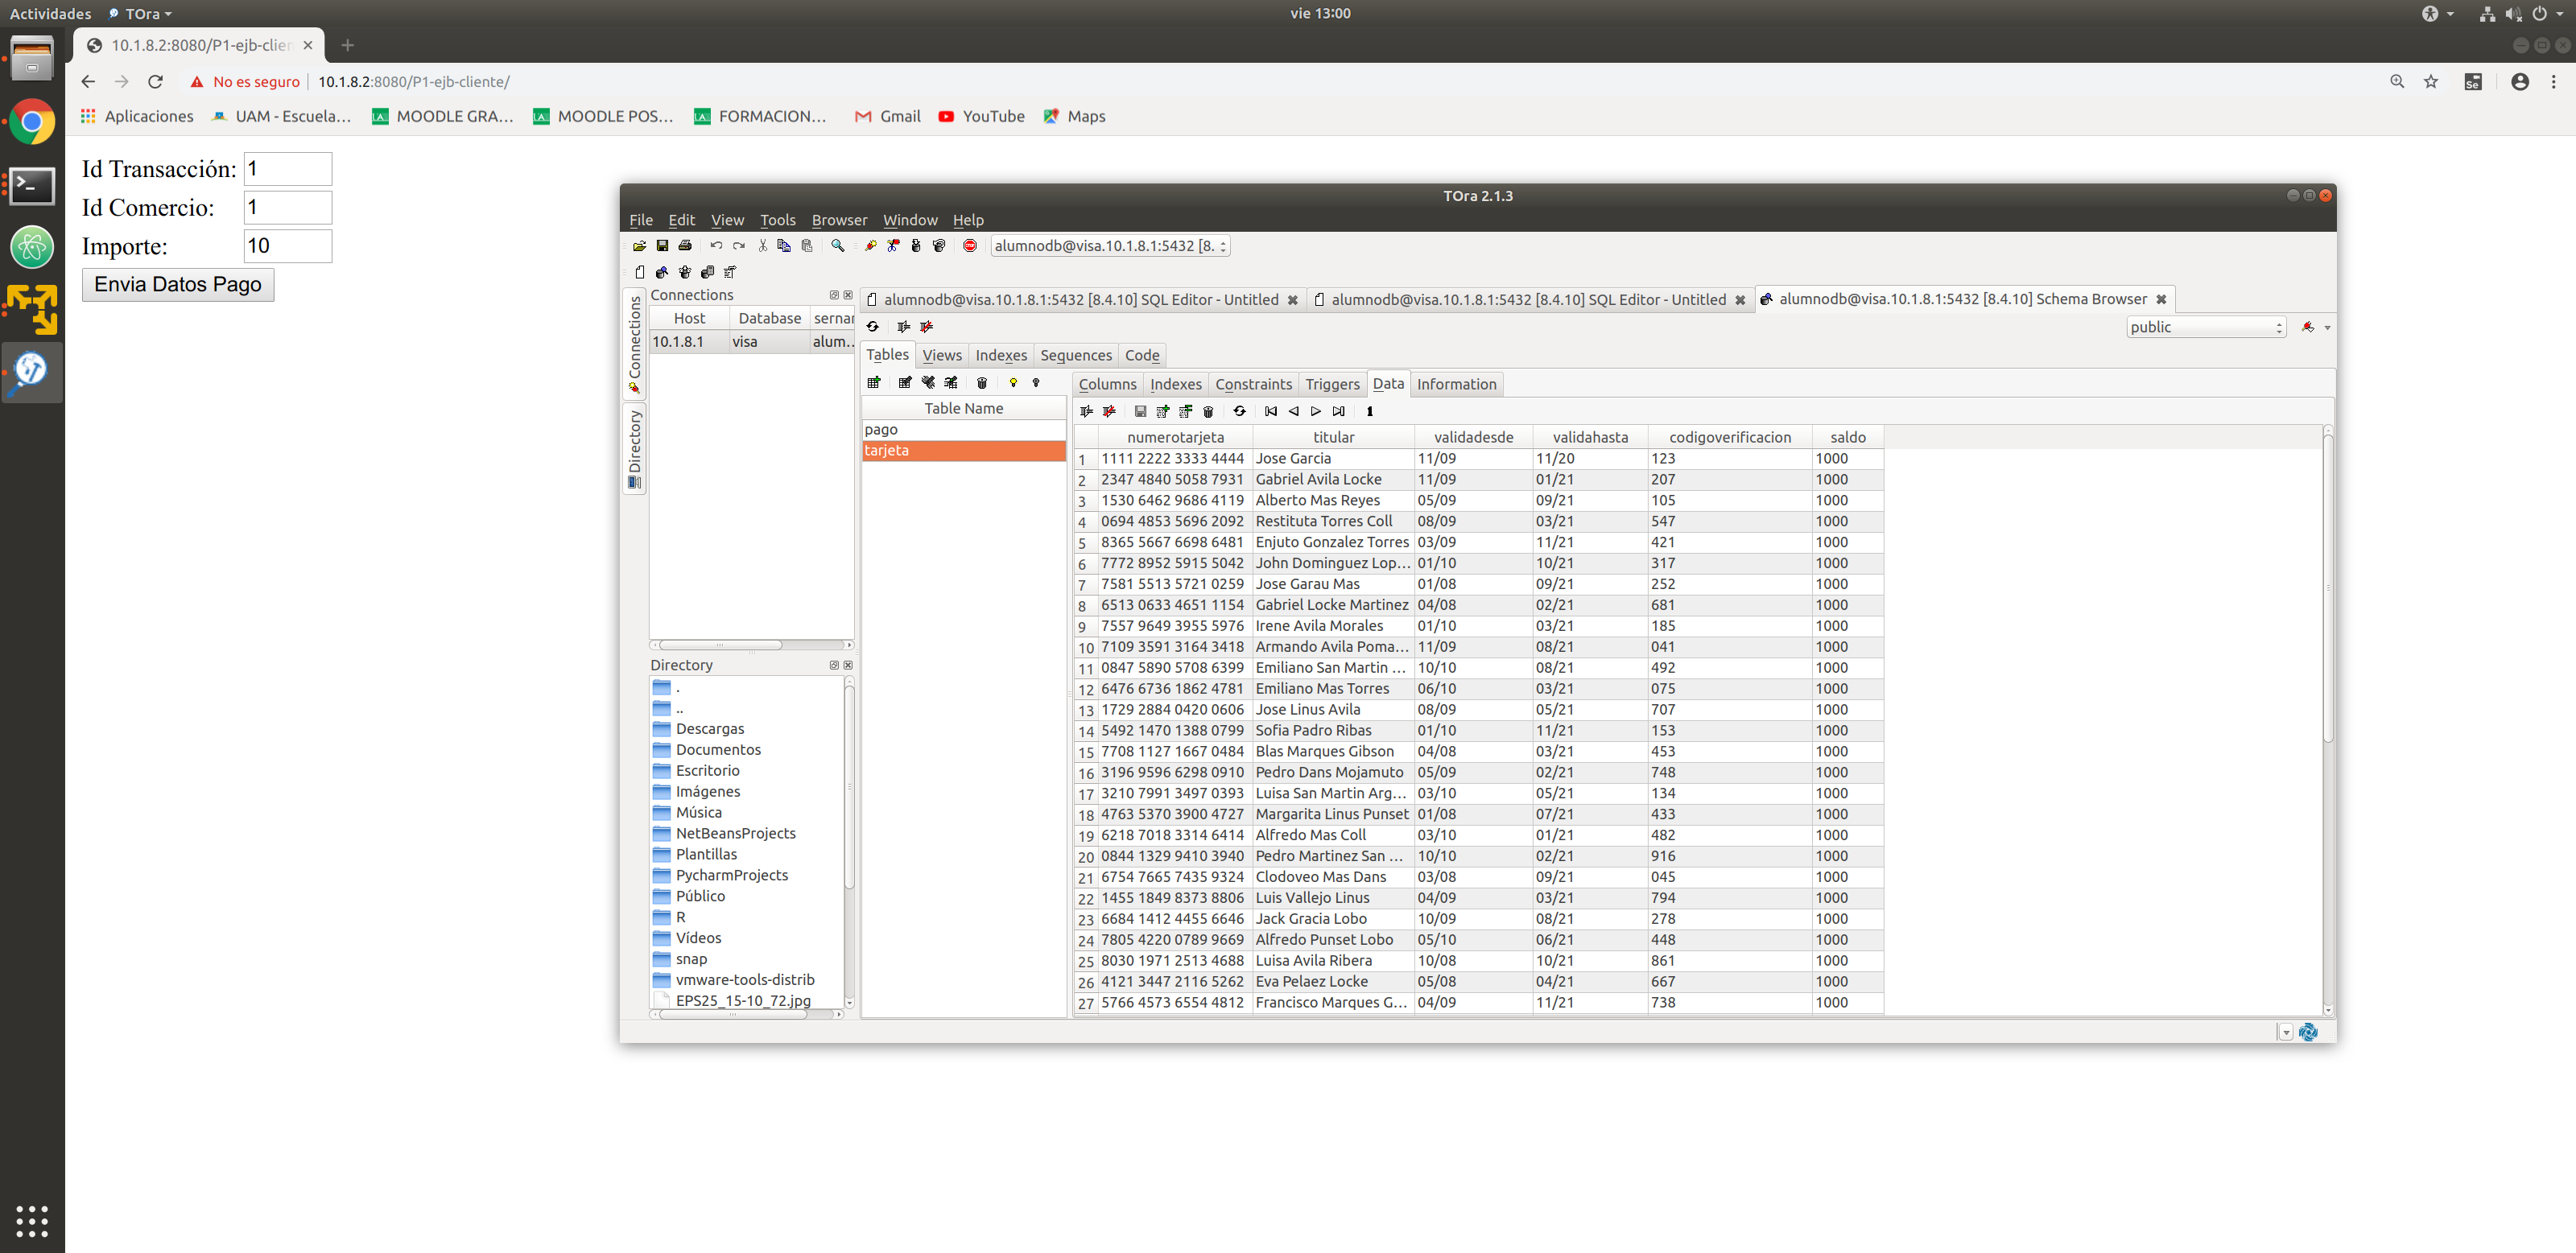 Actividades TOra vie 13:00
10.1.8.2:8080/P1-ejb-clien
No es seguro 10.1.8.2:8080/P1-ejb-cliente/
Aplicaciones UAM - Escuela... MOODLE GRA... MOODLE POS... FORMACION... Gmail YouTube Maps
Id Transacción: 1
Id Comercio: 1
Importe: 10
Envia Datos Pago
TOra 2.1.3
File Edit View Tools Browser Window Help
alumnodb@visa.10.1.8.1:5432 [8.
Connections
Directory
Connections
Host Database sernar
10.1.8.1 visa alum...
Directory
.
..
Descargas
Documentos
Escritorio
Imágenes
Música
NetBeansProjects
Plantillas
PycharmProjects
Público
R
Vídeos
snap
vmware-tools-distrib
EPS25_15-10_72.jpg
alumnodb@visa.10.1.8.1:5432 [8.4.10] SQL Editor - Untitled alumnodb@visa.10.1.8.1:5432 [8.4.10] SQL Editor - Untitled alumnodb@visa.10.1.8.1:5432 [8.4.10] Schema Browser
public
Tables Views Indexes Sequences Code
Table Name
pago
tarjeta
Columns Indexes Constraints Triggers Data Information
numerotarjeta titular validadesde validahasta codigoverificacion saldo
1 1111 2222 3333 4444 Jose Garcia 11/09 11/20 123 1000
2 2347 4840 5058 7931 Gabriel Avila Locke 11/09 01/21 207 1000
3 1530 6462 9686 4119 Alberto Mas Reyes 05/09 09/21 105 1000
4 0694 4853 5696 2092 Restituta Torres Coll 08/09 03/21 547 1000
5 8365 5667 6698 6481 Enjuto Gonzalez Torres 03/09 11/21 421 1000
6 7772 8952 5915 5042 John Dominguez Lop... 01/10 10/21 317 1000
7 7581 5513 5721 0259 Jose Garau Mas 01/08 09/21 252 1000
8 6513 0633 4651 1154 Gabriel Locke Martinez 04/08 02/21 681 1000
9 7557 9649 3955 5976 Irene Avila Morales 01/10 03/21 185 1000
10 7109 3591 3164 3418 Armando Avila Poma... 11/09 08/21 041 1000
11 0847 5890 5708 6399 Emiliano San Martin ... 10/10 08/21 492 1000
12 6476 6736 1862 4781 Emiliano Mas Torres 06/10 03/21 075 1000
13 1729 2884 0420 0606 Jose Linus Avila 08/09 05/21 707 1000
14 5492 1470 1388 0799 Sofia Padro Ribas 01/10 11/21 153 1000
15 7708 1127 1667 0484 Blas Marques Gibson 04/08 03/21 453 1000
16 3196 9596 6298 0910 Pedro Dans Mojamuto 05/09 02/21 748 1000
17 3210 7991 3497 0393 Luisa San Martin Arg... 03/10 05/21 134 1000
18 4763 5370 3900 4727 Margarita Linus Punset 01/08 07/21 433 1000
19 6218 7018 3314 6414 Alfredo Mas Coll 03/10 01/21 482 1000
20 0844 1329 9410 3940 Pedro Martinez San ... 10/10 02/21 916 1000
21 6754 7665 7435 9324 Clodoveo Mas Dans 03/08 09/21 045 1000
22 1455 1849 8373 8806 Luis Vallejo Linus 04/09 03/21 794 1000
23 6684 1412 4455 6646 Jack Gracia Lobo 10/09 08/21 278 1000
24 7805 4220 0789 9669 Alfredo Punset Lobo 05/10 06/21 448 1000
25 8030 1971 2513 4688 Luisa Avila Ribera 10/08 10/21 861 1000
26 4121 3447 2116 5262 Eva Pelaez Locke 05/08 04/21 667 1000
27 5766 4573 6554 4812 Francisco Marques G... 04/09 11/21 738 1000